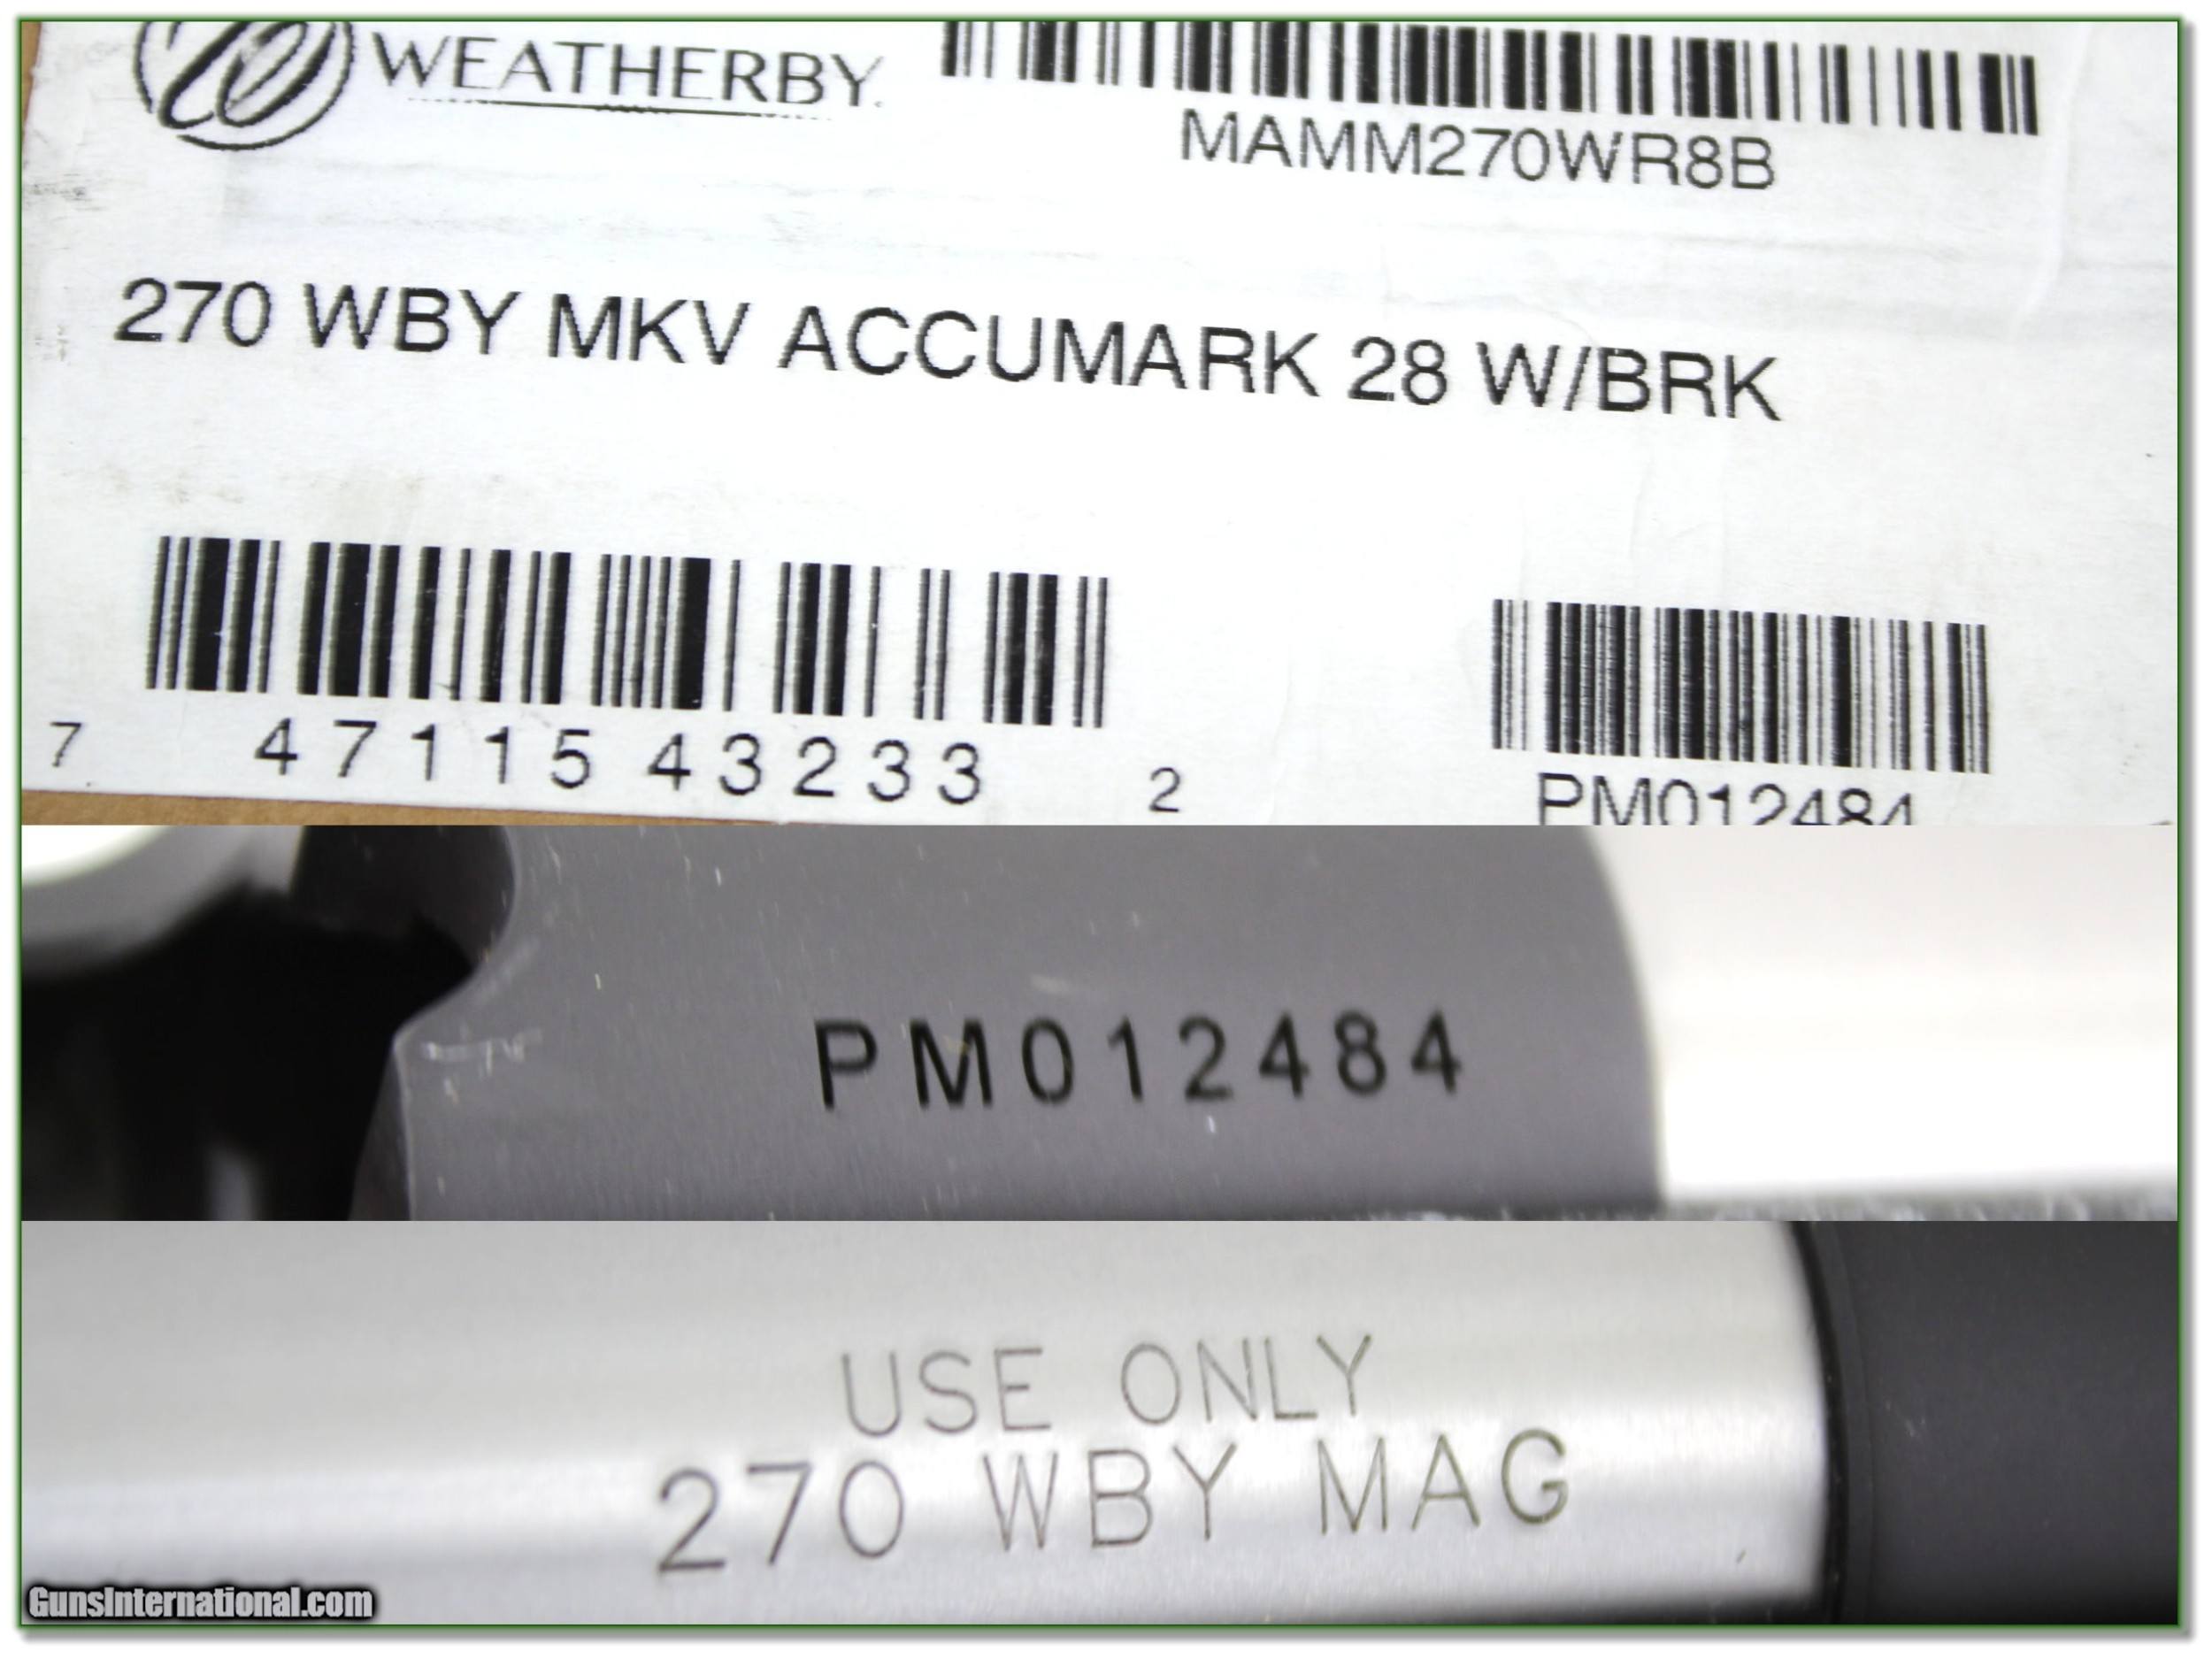 WEATHERBY
MAMM270WR8B
270 WBY MKV ACCUMARK 28 W/BRK
7 47115 43233 2
PM012484
PM012484
USE ONLY
270 WBY MAG
GunsInternational.com